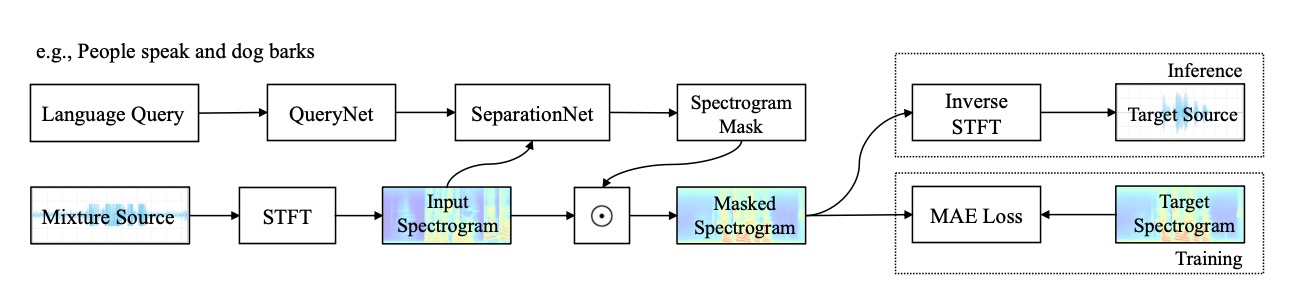 e.g., People speak and dog barks
Inference
Language Query
QueryNet
SeparationNet
Spectrogram
Mask
Inverse
STFT
Target Source
Mixture Source
STFT
Input
Spectrogram
Masked
Spectrogram
MAE Loss
Target
Spectrogram
Training